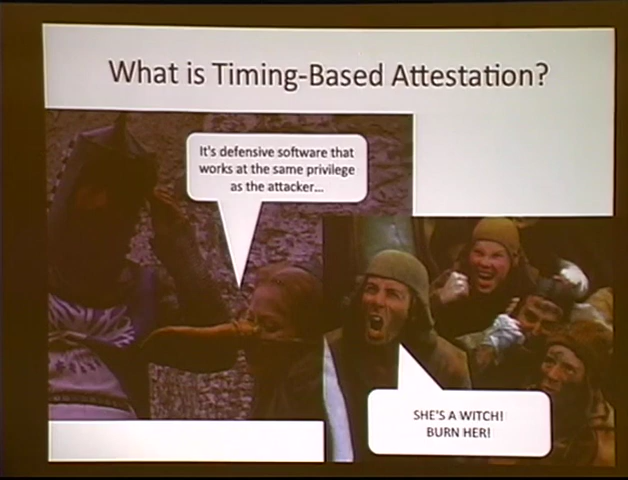 What is Timing-Based Attestation?
It's defensive software that
works at the same privilege
as the attacker...
SHE'S A WITCH!
BURN HER!